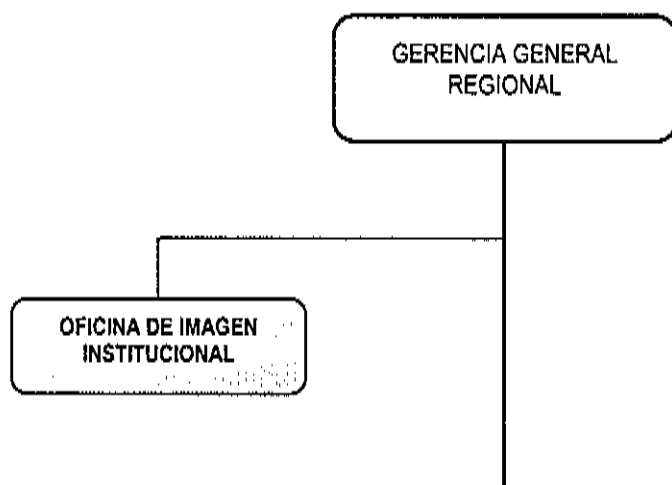 GERENCIA GENERAL
REGIONAL
OFICINA DE IMAGEN
INSTITUCIONAL